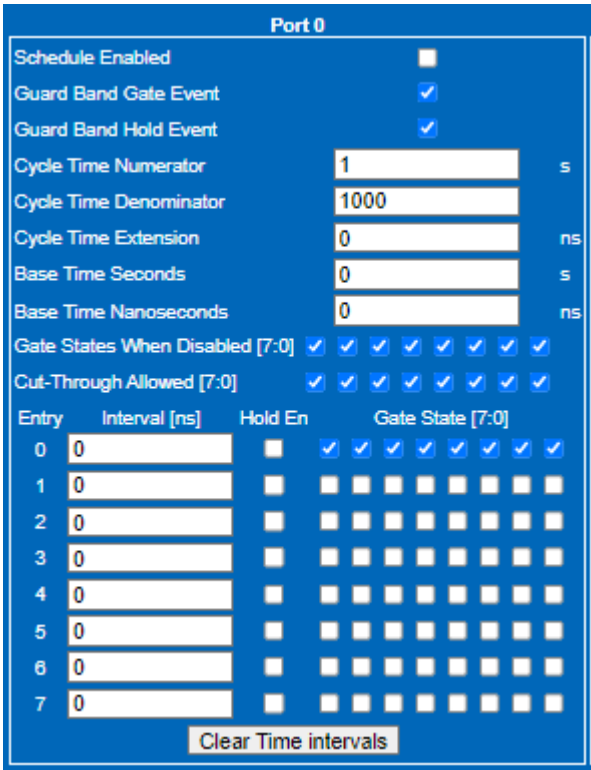 Port 0
Schedule Enabled
Guard Band Gate Event
Guard Band Hold Event
Cycle Time Numerator 1 s
Cycle Time Denominator 1000
Cycle Time Extension 0 ns
Base Time Seconds 0 s
Base Time Nanoseconds 0 ns
Gate States When Disabled [7:0]
Cut-Through Allowed [7:0]
Entry Interval [ns] Hold En Gate State [7:0]
0 0
1 0
2 0
3 0
4 0
5 0
6 0
7 0
Clear Time intervals